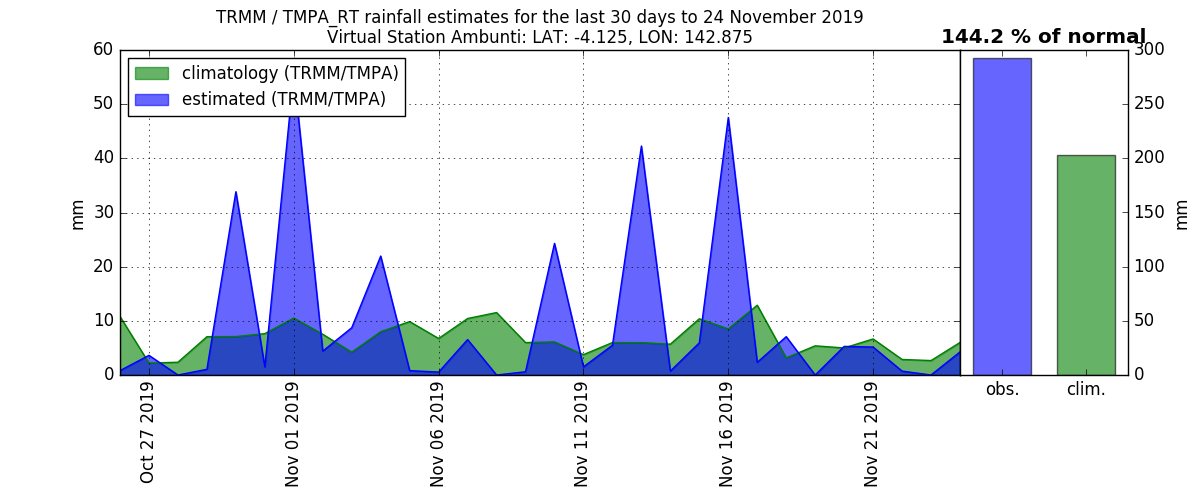 TRMM / TMPA_RT rainfall estimates for the last 30 days to 24 November 2019
Virtual Station Ambunti: LAT: -4.125, LON: 142.875
144.2 % of normal
climatology (TRMM/TMPA)
estimated (TRMM/TMPA)
60
50
40
30
20
10
0
mm
Oct 27 2019
Nov 01 2019
Nov 06 2019
Nov 11 2019
Nov 16 2019
Nov 21 2019
obs.
clim.
300
250
200
150
100
50
0
mm